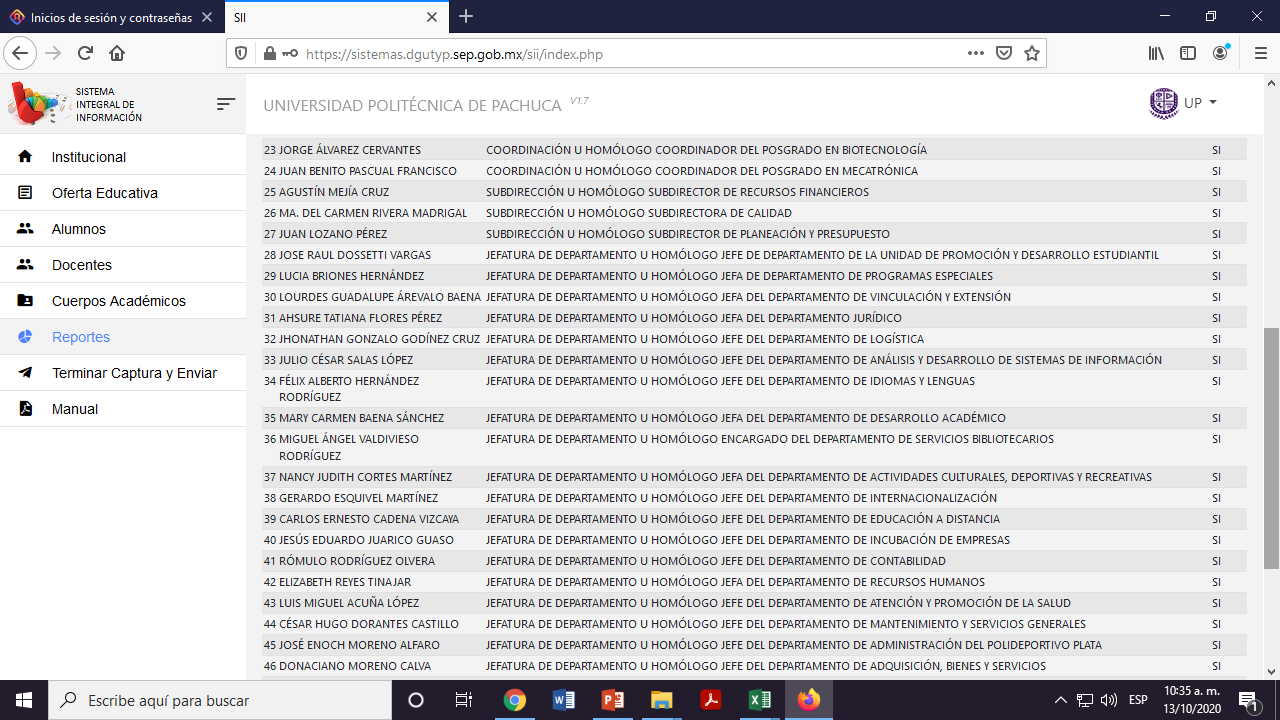 Inicios de sesión y contraseñas
SII
https://sistemas.dgutyp.sep.gob.mx/sii/index.php
SISTEMA
INTEGRAL DE
INFORMACIÓN
UNIVERSIDAD POLITÉCNICA DE PACHUCA V1.7
UP
Institucional
Oferta Educativa
Alumnos
Docentes
Cuerpos Académicos
Reportes
Terminar Captura y Enviar
Manual
23 JORGE ÁLVAREZ CERVANTES COORDINACIÓN U HOMÓLOGO COORDINADOR DEL POSGRADO EN BIOTECNOLOGÍA SI
24 JUAN BENITO PASCUAL FRANCISCO COORDINACIÓN U HOMÓLOGO COORDINADOR DEL POSGRADO EN MECATRÓNICA SI
25 AGUSTÍN MEJÍA CRUZ SUBDIRECCIÓN U HOMÓLOGO SUBDIRECTOR DE RECURSOS FINANCIEROS SI
26 MA. DEL CARMEN RIVERA MADRIGAL SUBDIRECCIÓN U HOMÓLOGO SUBDIRECTORA DE CALIDAD SI
27 JUAN LOZANO PÉREZ SUBDIRECCIÓN U HOMÓLOGO SUBDIRECTOR DE PLANEACIÓN Y PRESUPUESTO SI
28 JOSE RAUL DOSSETTI VARGAS JEFATURA DE DEPARTAMENTO U HOMÓLOGO JEFE DE DEPARTAMENTO DE LA UNIDAD DE PROMOCIÓN Y DESARROLLO ESTUDIANTIL SI
29 LUCIA BRIONES HERNÁNDEZ JEFATURA DE DEPARTAMENTO U HOMÓLOGO JEFA DE DEPARTAMENTO DE PROGRAMAS ESPECIALES SI
30 LOURDES GUADALUPE ÁREVALO BAENA JEFATURA DE DEPARTAMENTO U HOMÓLOGO JEFA DEL DEPARTAMENTO DE VINCULACIÓN Y EXTENSIÓN SI
31 AHSURE TATIANA FLORES PÉREZ JEFATURA DE DEPARTAMENTO U HOMÓLOGO JEFA DEL DEPARTAMENTO JURÍDICO SI
32 JHONATHAN GONZALO GODÍNEZ CRUZ JEFATURA DE DEPARTAMENTO U HOMÓLOGO JEFE DEL DEPARTAMENTO DE LOGÍSTICA SI
33 JULIO CÉSAR SALAS LÓPEZ JEFATURA DE DEPARTAMENTO U HOMÓLOGO JEFE DEL DEPARTAMENTO DE ANÁLISIS Y DESARROLLO DE SISTEMAS DE INFORMACIÓN SI
34 FÉLIX ALBERTO HERNÁNDEZ JEFATURA DE DEPARTAMENTO U HOMÓLOGO JEFE DEL DEPARTAMENTO DE IDIOMAS Y LENGUAS SI
RODRÍGUEZ
35 MARY CARMEN BAENA SÁNCHEZ JEFATURA DE DEPARTAMENTO U HOMÓLOGO JEFA DEL DEPARTAMENTO DE DESARROLLO ACADÉMICO SI
36 MIGUEL ÁNGEL VALDIVIESO JEFATURA DE DEPARTAMENTO U HOMÓLOGO ENCARGADO DEL DEPARTAMENTO DE SERVICIOS BIBLIOTECARIOS SI
RODRÍGUEZ
37 NANCY JUDITH CORTES MARTÍNEZ JEFATURA DE DEPARTAMENTO U HOMÓLOGO JEFA DEL DEPARTAMENTO DE ACTIVIDADES CULTURALES, DEPORTIVAS Y RECREATIVAS SI
38 GERARDO ESQUIVEL MARTÍNEZ JEFATURA DE DEPARTAMENTO U HOMÓLOGO JEFE DEL DEPARTAMENTO DE INTERNACIONALIZACIÓN SI
39 CARLOS ERNESTO CADENA VIZCAYA JEFATURA DE DEPARTAMENTO U HOMÓLOGO JEFE DEL DEPARTAMENTO DE EDUCACIÓN A DISTANCIA SI
40 JESÚS EDUARDO JUARICO GUASO JEFATURA DE DEPARTAMENTO U HOMÓLOGO JEFE DEL DEPARTAMENTO DE INCUBACIÓN DE EMPRESAS SI
41 RÓMULO RODRÍGUEZ OLVERA JEFATURA DE DEPARTAMENTO U HOMÓLOGO JEFE DEL DEPARTAMENTO DE CONTABILIDAD SI
42 ELIZABETH REYES TINAJAR JEFATURA DE DEPARTAMENTO U HOMÓLOGO JEFA DEL DEPARTAMENTO DE RECURSOS HUMANOS SI
43 LUIS MIGUEL ACUÑA LÓPEZ JEFATURA DE DEPARTAMENTO U HOMÓLOGO JEFE DEL DEPARTAMENTO DE ATENCIÓN Y PROMOCIÓN DE LA SALUD SI
44 CÉSAR HUGO DORANTES CASTILLO JEFATURA DE DEPARTAMENTO U HOMÓLOGO JEFE DEL DEPARTAMENTO DE MANTENIMIENTO Y SERVICIOS GENERALES SI
45 JOSÉ ENOCH MORENO ALFARO JEFATURA DE DEPARTAMENTO U HOMÓLOGO JEFE DEL DEPARTAMENTO DE ADMINISTRACIÓN DEL POLIDEPORTIVO PLATA SI
46 DONACIANO MORENO CALVA JEFATURA DE DEPARTAMENTO U HOMÓLOGO JEFE DEL DEPARTAMENTO DE ADQUISICIÓN, BIENES Y SERVICIOS SI
Escribe aquí para buscar
ESP
10:35 a. m.
13/10/2020
1